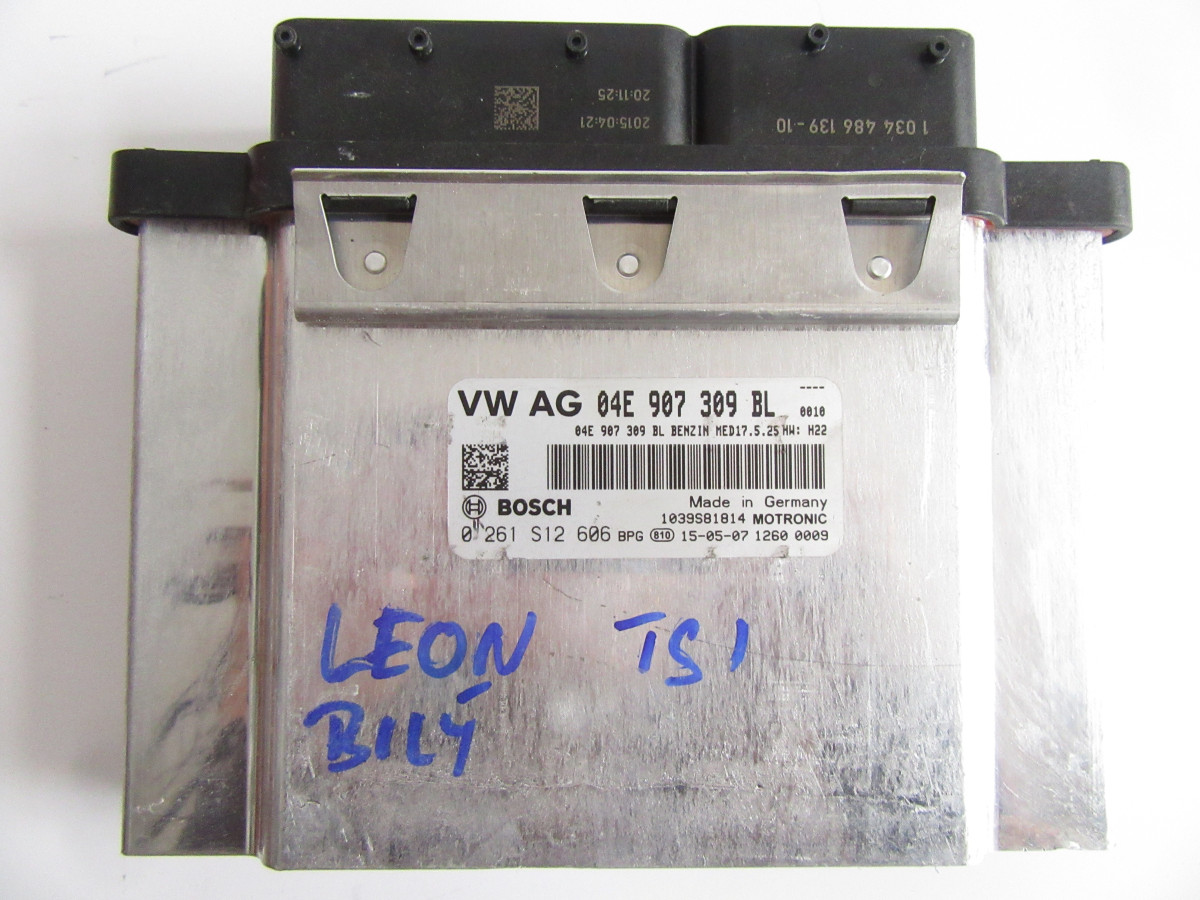 20:11:25
2015:04:21
1 034 486 139-10
VW AG 04E 907 309 BL
----
0010
04E 907 309 BL BENZIN MED17.5.25 HW: H22
BOSCH
Made in Germany
1039S81814 MOTRONIC
0 261 S12 606 BPG 810 15-05-07 1260 0009
LEON TSI
BILÝ